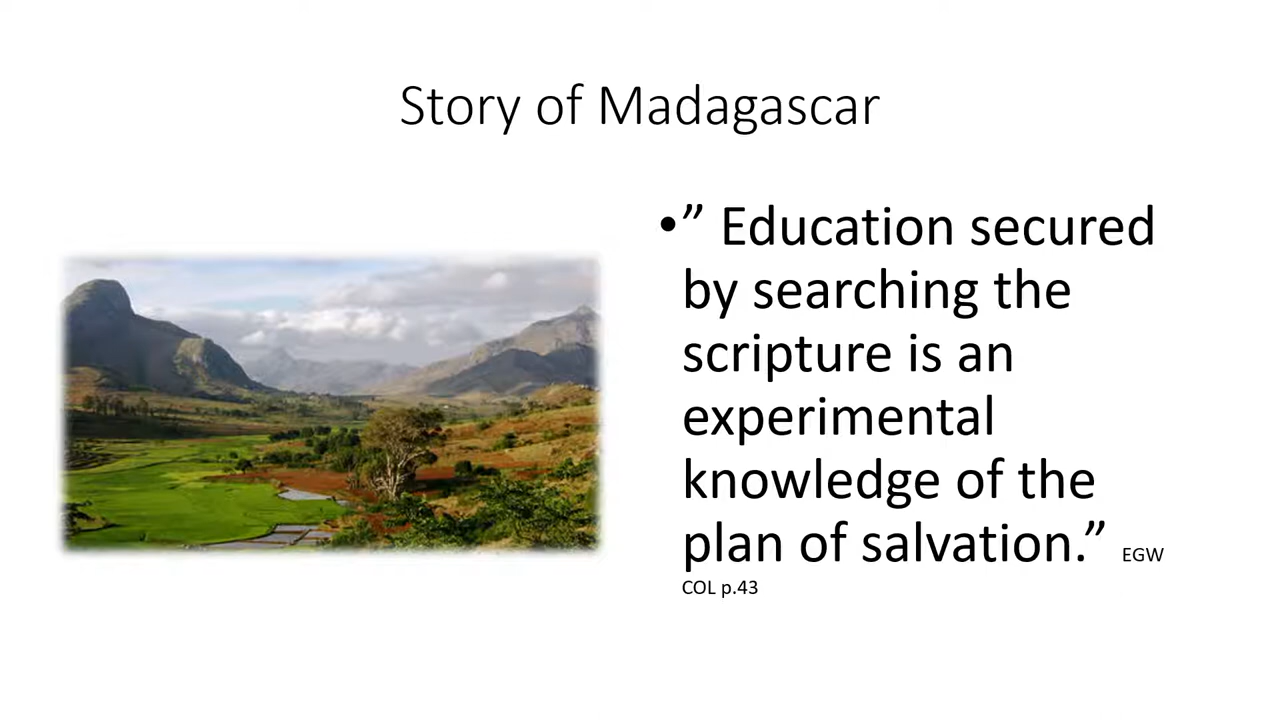 Story of Madagascar
•” Education secured
by searching the
scripture is an
experimental
knowledge of the
plan of salvation.” EGW
COL p.43